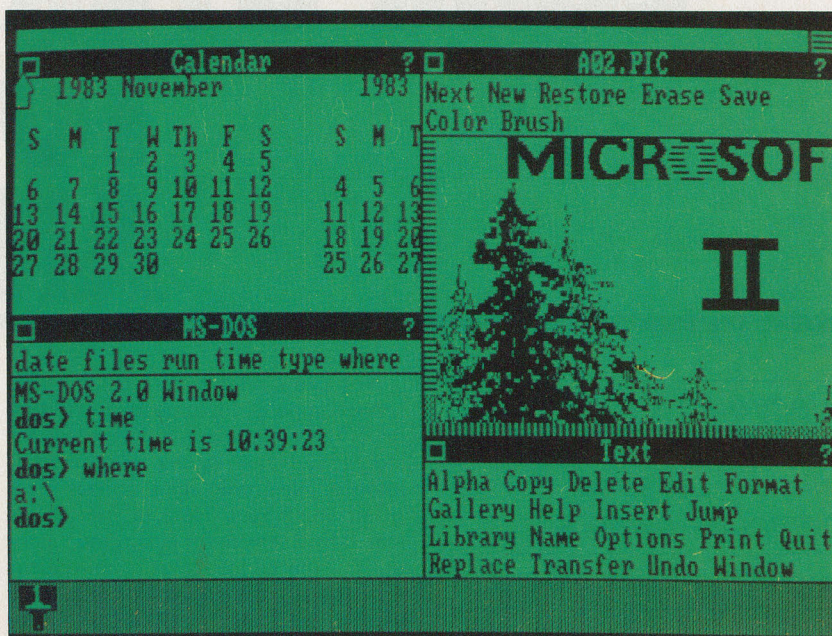 Calendar ?
1983 November 1983
S M T W Th F S S M T
1 2 3 4 5
6 7 8 9 10 11 12 4 5 6
13 14 15 16 17 18 19 11 12 13
20 21 22 23 24 25 26 18 19 20
27 28 29 30 25 26 27
MS-DOS ?
date files run time type where
MS-DOS 2.0 Window
dos> time
Current time is 10:39:23
dos> where
a:\
dos>
A02.PIC ?
Next New Restore Erase Save
Color Brush
MICROSOF
II
Text ?
Alpha Copy Delete Edit Format
Gallery Help Insert Jump
Library Name Options Print Quit
Replace Transfer Undo Window